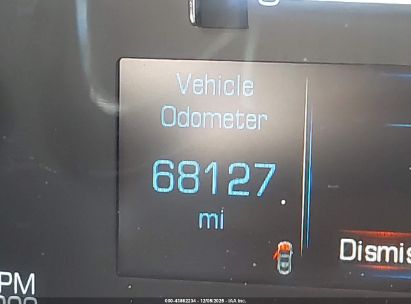 Vehicle
Odometer
68127
mi
Dismis
PM